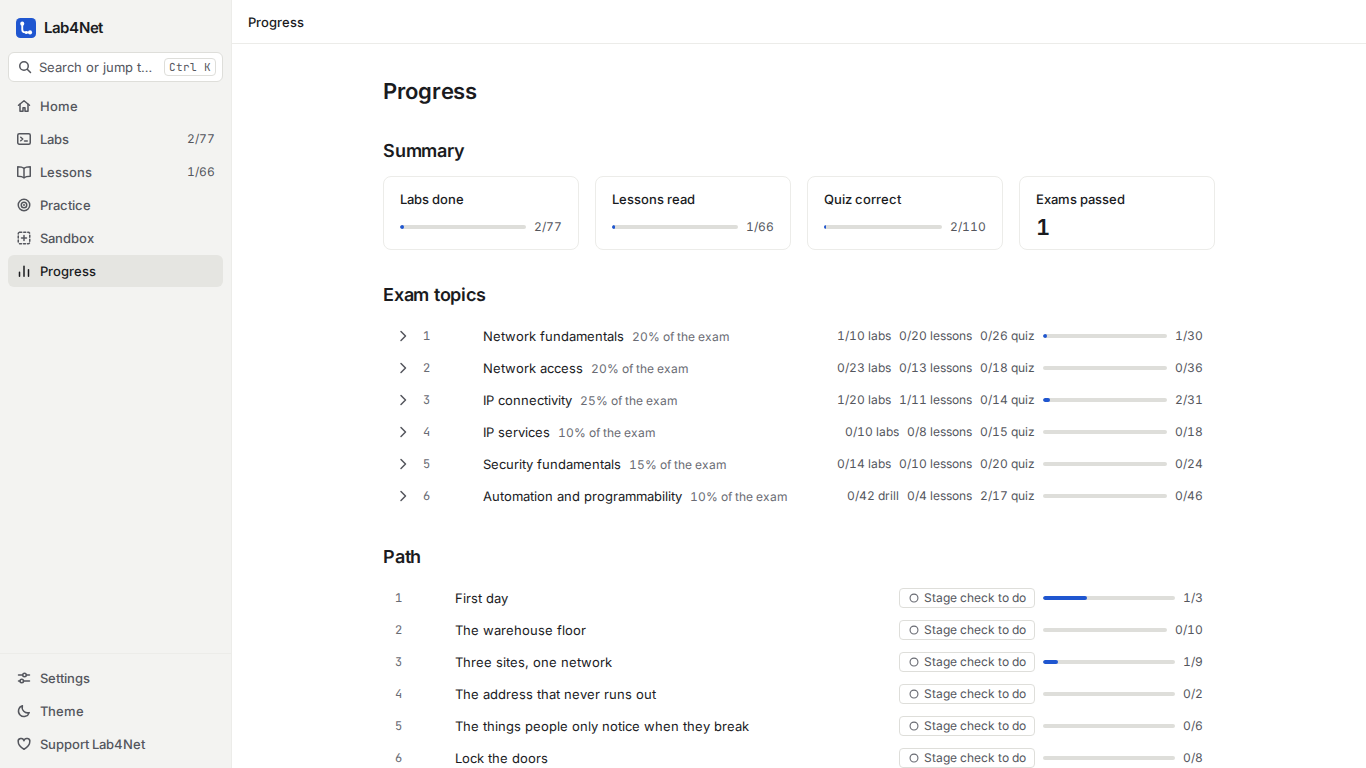 Lab4Net
Search or jump t... Ctrl K
Home
Labs 2/77
Lessons 1/66
Practice
Sandbox
Progress
Settings
Theme
Support Lab4Net
Progress
Progress
Summary
Labs done
2/77
Lessons read
1/66
Quiz correct
2/110
Exams passed
1
Exam topics
1 Network fundamentals 20% of the exam 1/10 labs 0/20 lessons 0/26 quiz 1/30
2 Network access 20% of the exam 0/23 labs 0/13 lessons 0/18 quiz 0/36
3 IP connectivity 25% of the exam 1/20 labs 1/11 lessons 0/14 quiz 2/31
4 IP services 10% of the exam 0/10 labs 0/8 lessons 0/15 quiz 0/18
5 Security fundamentals 15% of the exam 0/14 labs 0/10 lessons 0/20 quiz 0/24
6 Automation and programmability 10% of the exam 0/42 drill 0/4 lessons 2/17 quiz 0/46
Path
1 First day Stage check to do 1/3
2 The warehouse floor Stage check to do 0/10
3 Three sites, one network Stage check to do 1/9
4 The address that never runs out Stage check to do 0/2
5 The things people only notice when they break Stage check to do 0/6
6 Lock the doors Stage check to do 0/8